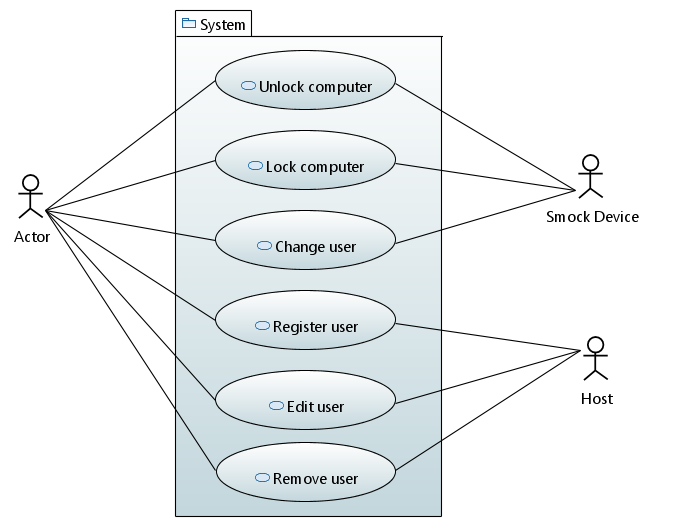 System
Unlock computer
Lock computer
Change user
Register user
Edit user
Remove user
Actor
Smock Device
Host